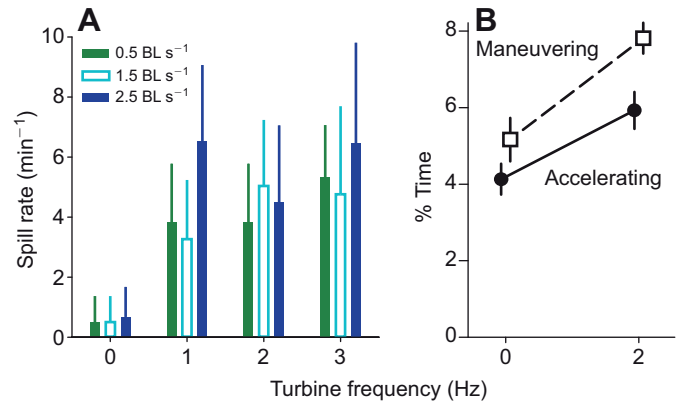 A
10
8
6
4
2
0
Spill rate (min⁻¹)
0.5 BL s⁻¹
1.5 BL s⁻¹
2.5 BL s⁻¹
0 1 2 3
B
8%
6
4
2
0
% Time
Maneuvering
Accelerating
0 2
Turbine frequency (Hz)